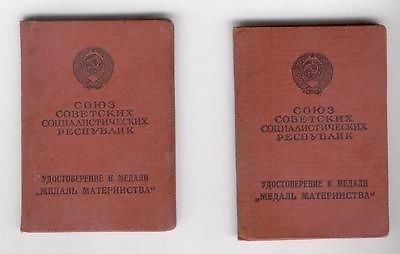 СОЮЗ
СОВЕТСКИХ
СОЦИАЛИСТИЧЕСКИХ
РЕСПУБЛИК
УДОСТОВЕРЕНИЕ К МЕДАЛИ
„МЕДАЛЬ МАТЕРИНСТВА“
СОЮЗ
СОВЕТСКИХ
СОЦИАЛИСТИЧЕСКИХ
РЕСПУБЛИК
УДОСТОВЕРЕНИЕ К МЕДАЛИ
„МЕДАЛЬ МАТЕРИНСТВА“